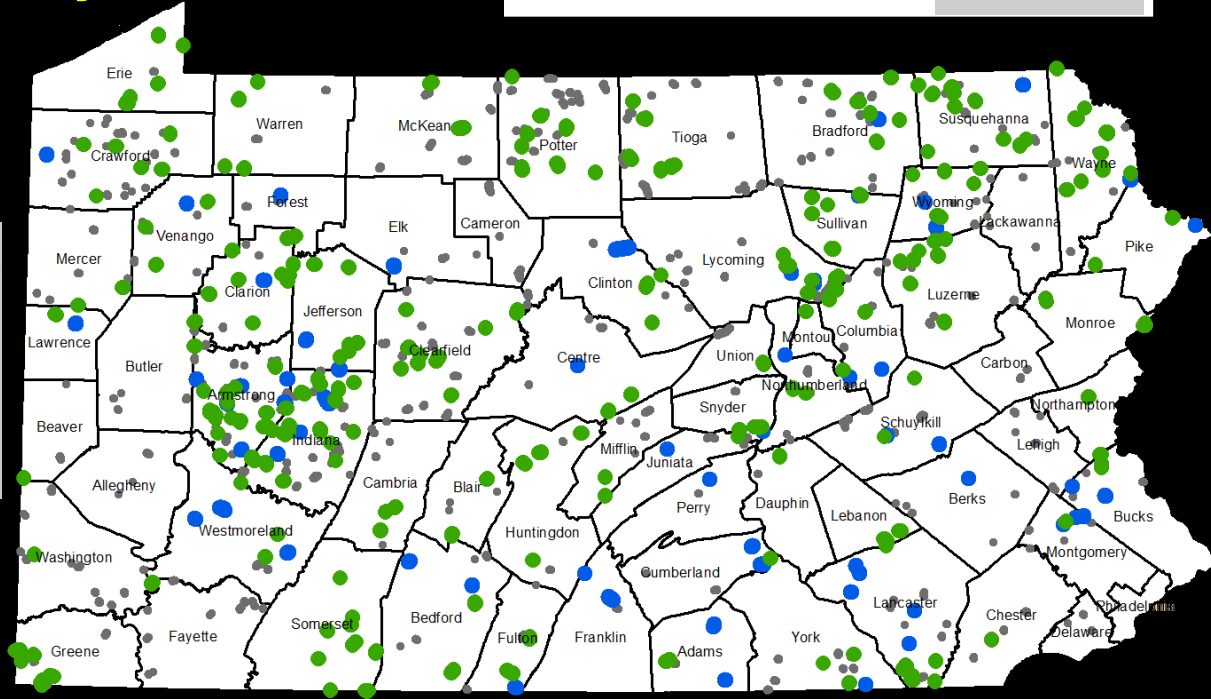 Erie
Warren
McKean
Potter
Tioga
Bradford
Susquehanna
Wayne
Crawford
Forest
Wyoming
Lackawanna
Pike
Venango
Elk
Cameron
Sullivan
Mercer
Clarion
Jefferson
Clinton
Lycoming
Luzerne
Monroe
Lawrence
Butler
Clearfield
Centre
Union
Montour
Columbia
Carbon
Armstrong
Northumberland
Northampton
Beaver
Snyder
Schuylkill
Lehigh
Indiana
Mifflin
Juniata
Allegheny
Cambria
Blair
Perry
Dauphin
Lebanon
Berks
Bucks
Westmoreland
Huntingdon
Washington
Cumberland
Montgomery
Lancaster
Philadelphia
Chester
Delaware
Somerset
Bedford
Fulton
Franklin
York
Fayette
Greene
Adams